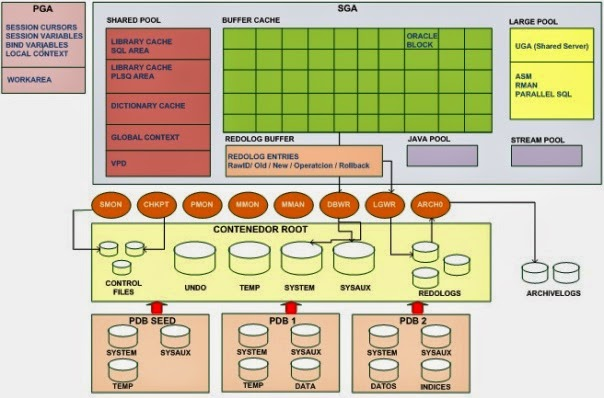 PGA
SESSION CURSORS
SESSION VARIABLES
BIND VARIABLES
LOCAL CONTEXT
WORKAREA
SGA
SHARED POOL
LIBRARY CACHE
SQL AREA
LIBRARY CACHE
PLSQ AREA
DICTIONARY CACHE
GLOBAL CONTEXT
VPD
BUFFER CACHE
ORACLE
BLOCK
REDOLOG BUFFER
REDOLOG ENTRIES
RawID/ Old / New / Operatcion / Rollback
JAVA POOL
STREAM POOL
LARGE POOL
UGA (Shared Server)
ASM
RMAN
PARALLEL SQL
SMON
CHKPT
PMON
MMON
MMAN
DBWR
LGWR
ARCH0
CONTENEDOR ROOT
CONTROL
FILES
UNDO
TEMP
SYSTEM
SYSAUX
REDOLOGS
ARCHIVELOGS
PDB SEED
SYSTEM
SYSAUX
TEMP
PDB 1
SYSTEM
SYSAUX
TEMP
DATA
PDB 2
SYSTEM
SYSAUX
DATOS
INDICES